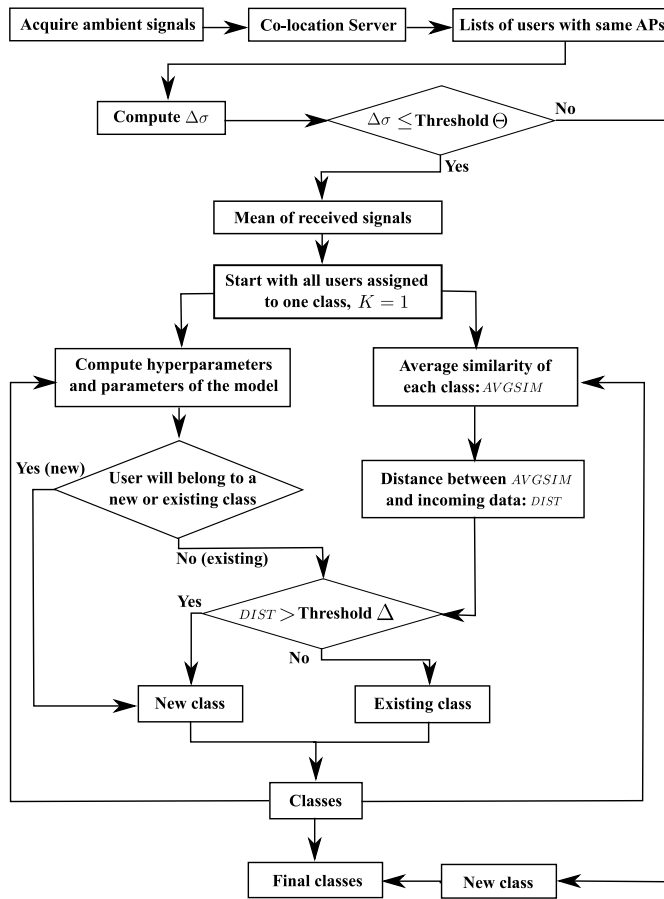 Acquire ambient signals
Co-location Server
Lists of users with same APs
Compute Δσ
Δσ ≤ Threshold Θ
No
Yes
Mean of received signals
Start with all users assigned
to one class, K = 1
Compute hyperparameters
and parameters of the model
Average similarity of
each class: AVGSIM
Yes (new)
User will belong to a
new or existing class
Distance between AVGSIM
and incoming data: DIST
No (existing)
Yes
DIST > Threshold Δ
No
New class
Existing class
Classes
Final classes
New class